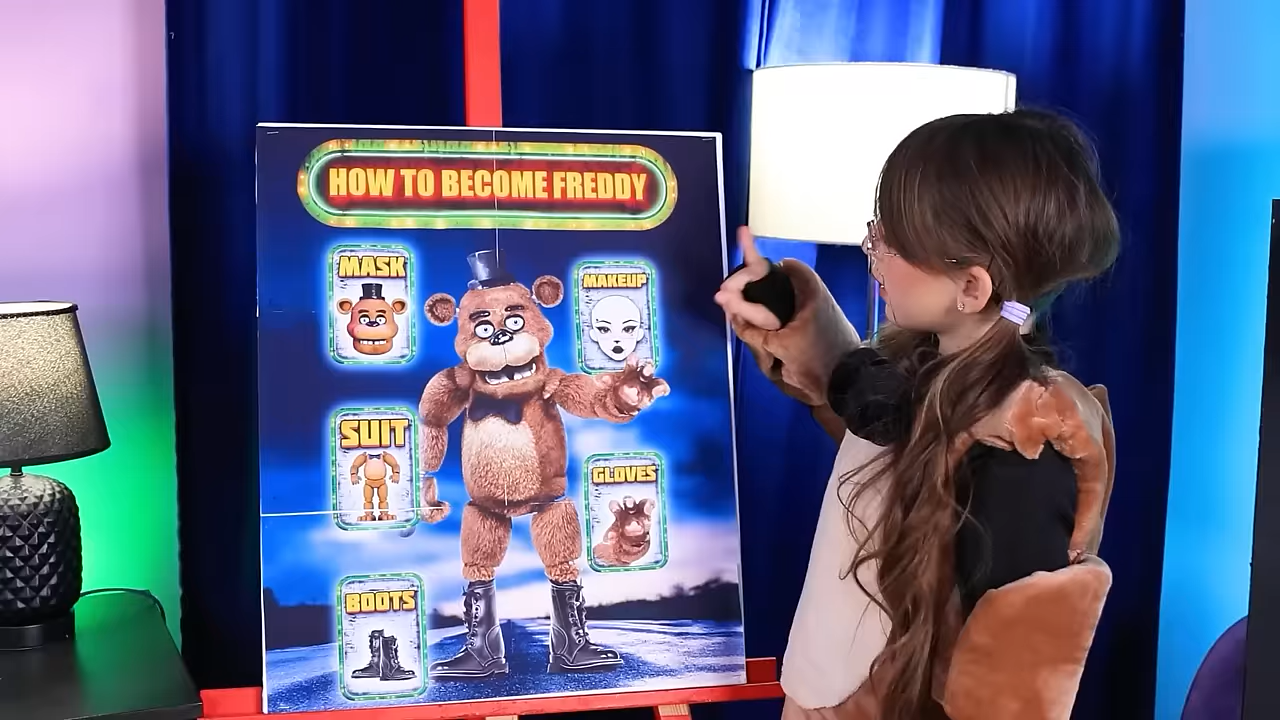 HOW TO BECOME FREDDY
MASK
MAKEUP
SUIT
GLOVES
BOOTS